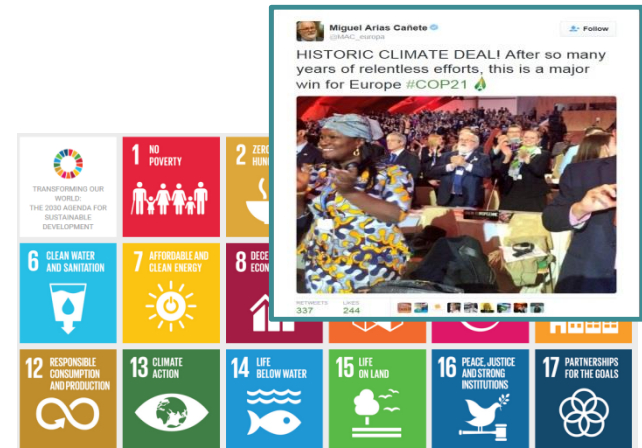 Miguel Arias Cañete
@MAC_europa
Follow
HISTORIC CLIMATE DEAL! After so many
years of relentless efforts, this is a major
win for Europe #COP21
RETWEETS
337
LIKES
244
TRANSFORMING OUR
WORLD:
THE 2030 AGENDA FOR
SUSTAINABLE
DEVELOPMENT
1 NO
POVERTY
2
6 CLEAN WATER
AND SANITATION
7 AFFORDABLE AND
CLEAN ENERGY
8
12 RESPONSIBLE
CONSUMPTION
AND PRODUCTION
13 CLIMATE
ACTION
14 LIFE
BELOW WATER
15 LIFE
ON LAND
16 PEACE, JUSTICE
AND STRONG
INSTITUTIONS
17 PARTNERSHIPS
FOR THE GOALS